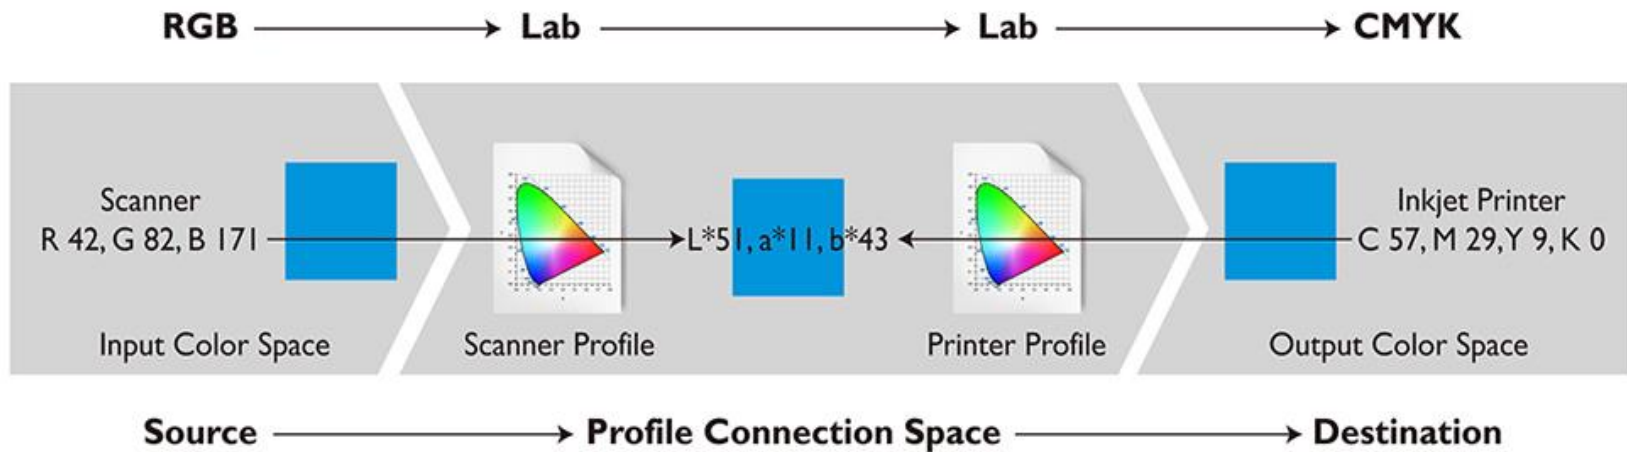 RGB Lab Lab CMYK
Scanner
R 42, G 82, B 171
L*51, a*11, b*43
Inkjet Printer
C 57, M 29,Y 9, K 0
Input Color Space
Scanner Profile
Printer Profile
Output Color Space
Source Profile Connection Space Destination